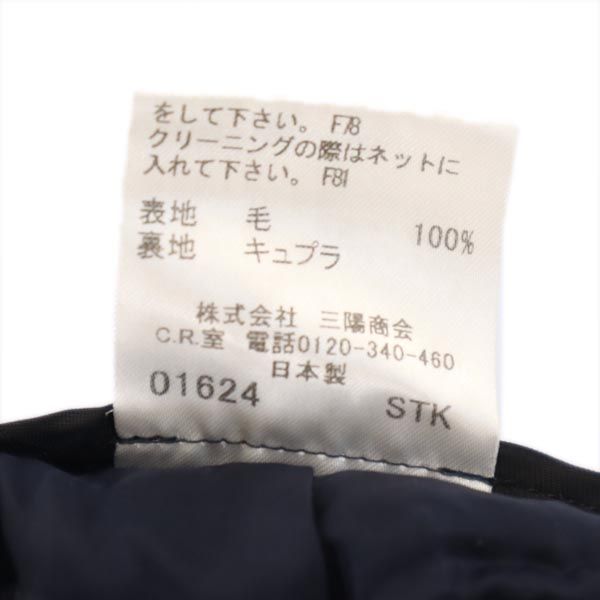 をして下さい。 F78
クリーニングの際はネットに
入れて下さい。 F81
表地 毛 100%
裏地 キュプラ
株式会社 三陽商会
C.R.室 電話0120-340-460
日本製
01624 STK